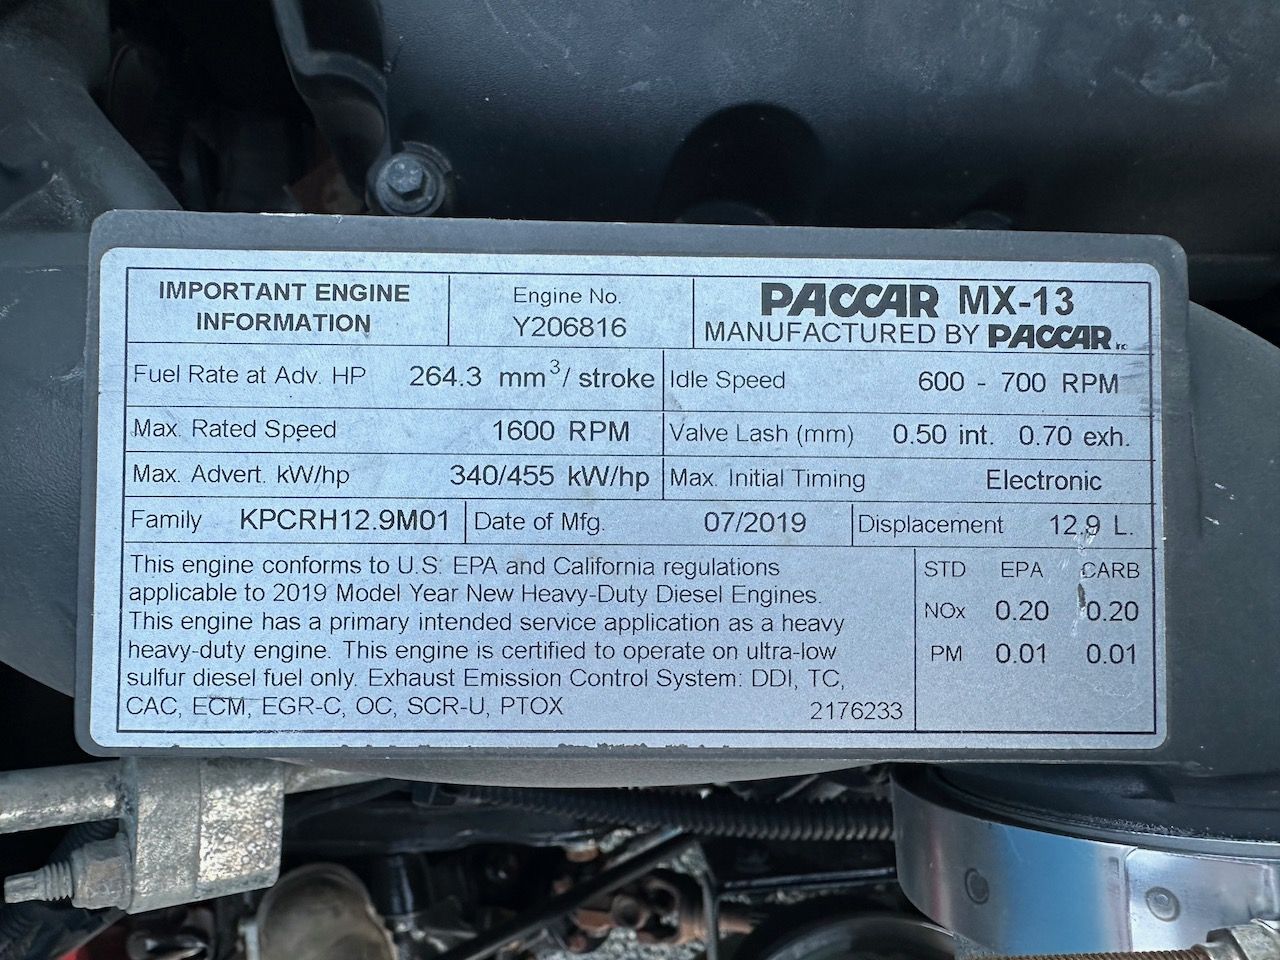 IMPORTANT ENGINE
INFORMATION
Engine No.
Y206816
PACCAR MX-13
MANUFACTURED BY PACCAR inc
Fuel Rate at Adv. HP 264.3 mm³/ stroke
Idle Speed 600 - 700 RPM
Max. Rated Speed 1600 RPM
Valve Lash (mm) 0.50 int. 0.70 exh.
Max. Advert. kW/hp 340/455 kW/hp
Max. Initial Timing Electronic
Family KPCRH12.9M01
Date of Mfg. 07/2019
Displacement 12.9 L.
This engine conforms to U.S. EPA and California regulations
applicable to 2019 Model Year New Heavy-Duty Diesel Engines.
This engine has a primary intended service application as a heavy
heavy-duty engine. This engine is certified to operate on ultra-low
sulfur diesel fuel only. Exhaust Emission Control System: DDI, TC,
CAC, ECM, EGR-C, OC, SCR-U, PTOX
2176233
STD EPA CARB
NOx 0.20 0.20
PM 0.01 0.01